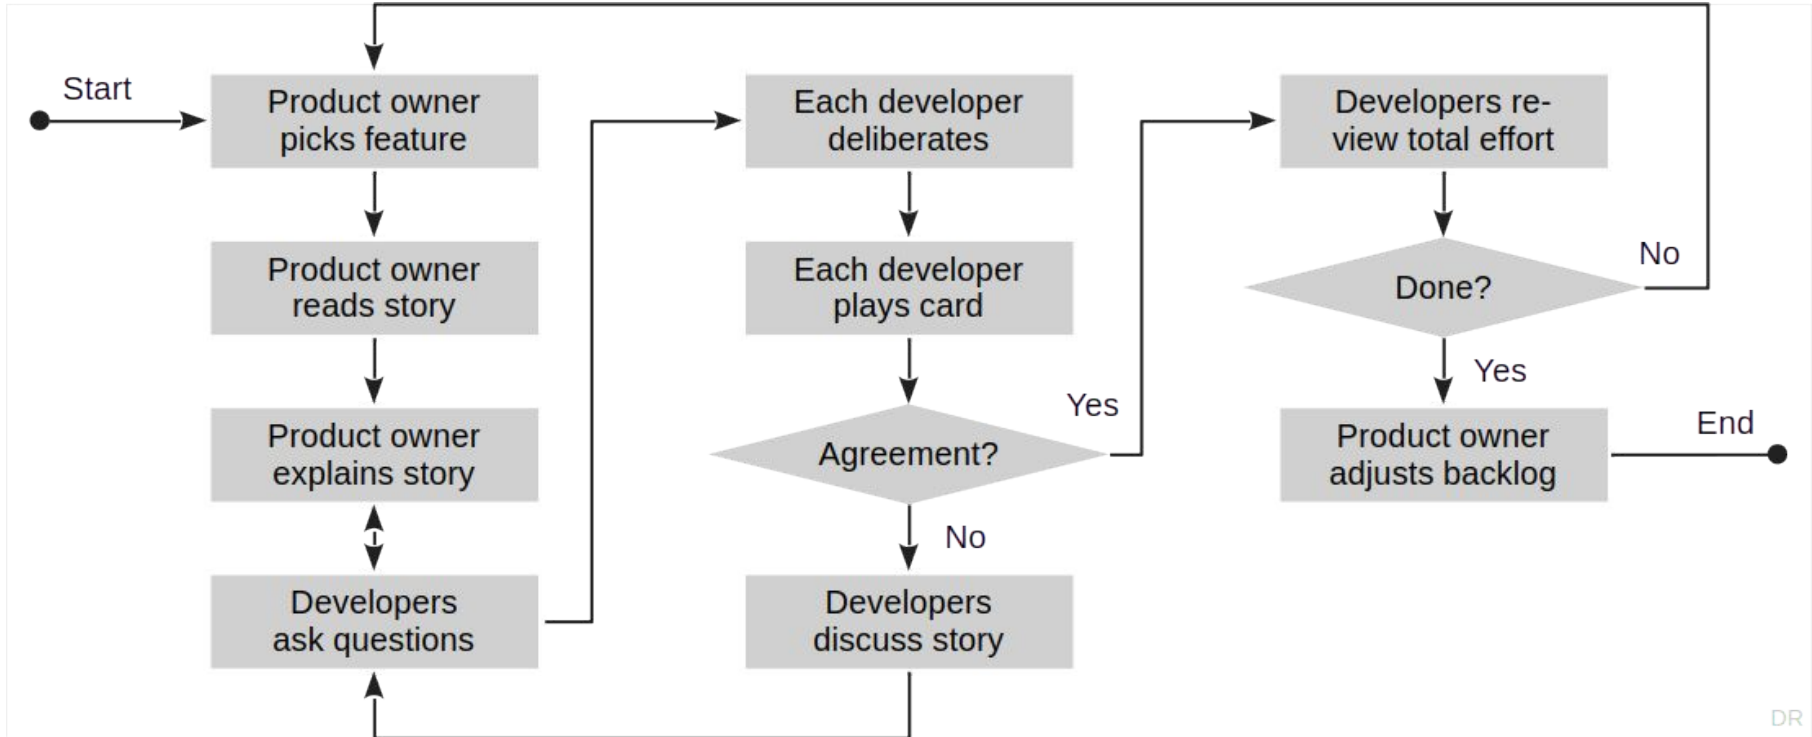 Start
Product owner
picks feature
Product owner
reads story
Product owner
explains story
Developers
ask questions
Each developer
deliberates
Each developer
plays card
Agreement?
Yes
No
Developers
discuss story
Developers re-
view total effort
Done?
No
Yes
Product owner
adjusts backlog
End
DR